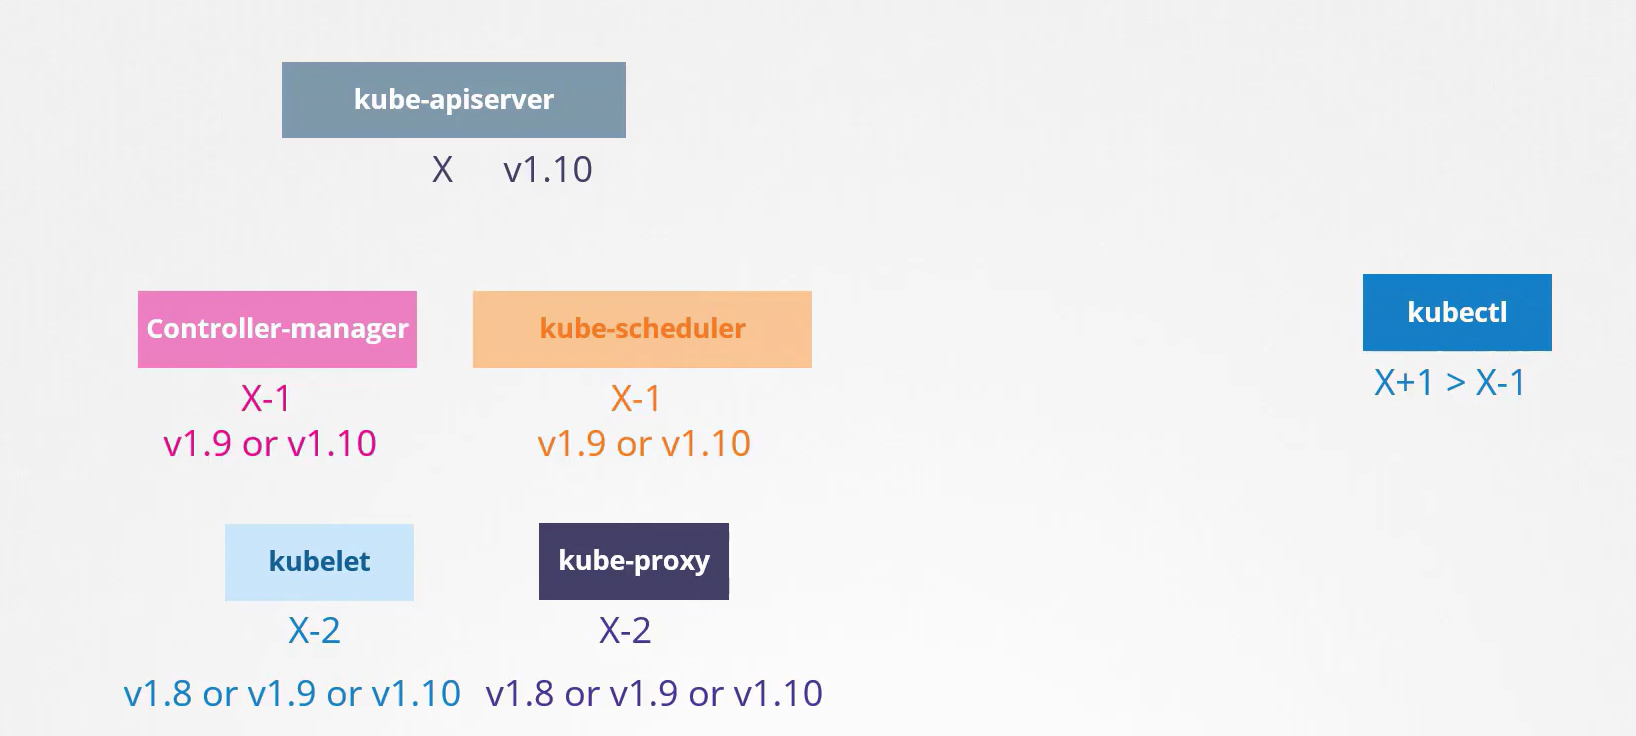 kube-apiserver
X v1.10
Controller-manager
X-1
v1.9 or v1.10
kube-scheduler
X-1
v1.9 or v1.10
kubectl
X+1 > X-1
kubelet
X-2
v1.8 or v1.9 or v1.10
kube-proxy
X-2
v1.8 or v1.9 or v1.10